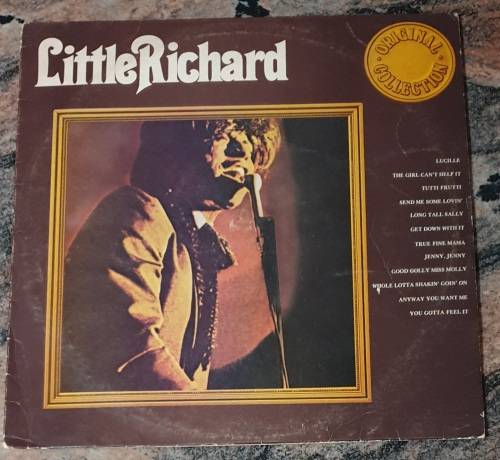 Little Richard
ORIGINAL
COLLECTION
LUCILLE
THE GIRL CAN'T HELP IT
TUTTI FRUTTI
SEND ME SOME LOVIN'
LONG TALL SALLY
GET DOWN WITH IT
TRUE FINE MAMA
JENNY, JENNY
GOOD GOLLY MISS MOLLY
WHOLE LOTTA SHAKIN' GOIN' ON
ANYWAY YOU WANT ME
YOU GOTTA FEEL IT